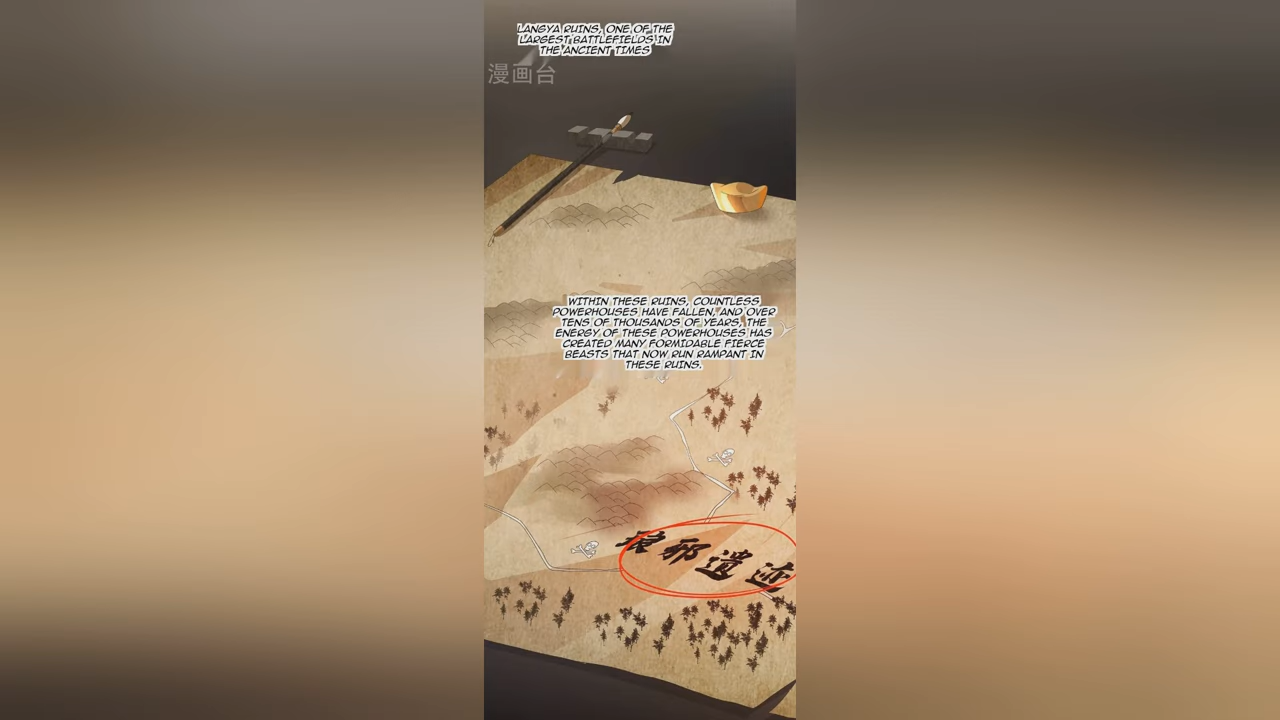 LANGYA RUINS, ONE OF THE
LARGEST BATTLEFIELDS IN
THE ANCIENT TIMES
漫画台
WITHIN THESE RUINS, COUNTLESS
POWERHOUSES HAVE FALLEN, AND OVER
TENS OF THOUSANDS OF YEARS, THE
ENERGY OF THESE POWERHOUSES HAS
CREATED MANY FORMIDABLE FIERCE
BEASTS THAT NOW RUN RAMPANT IN
THESE RUINS.
琅邪遗迹